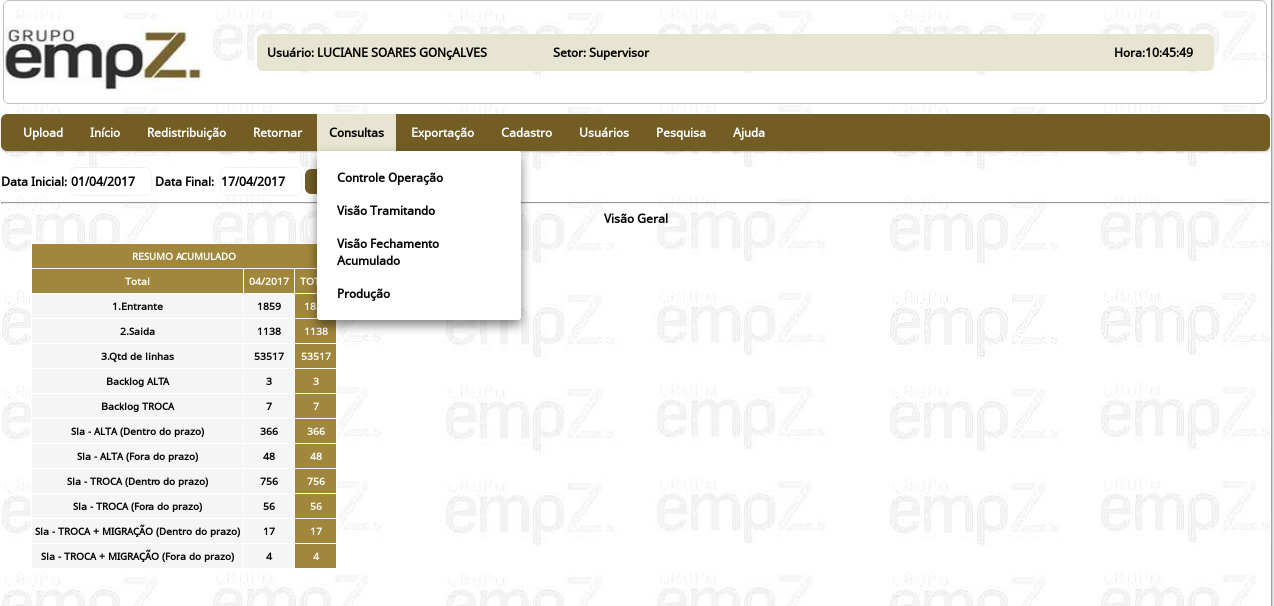 GRUPO
empZ.
Usuário: LUCIANE SOARES GONçALVES Setor: Supervisor Hora:10:45:49
Upload Início Redistribuição Retornar Consultas Exportação Cadastro Usuários Pesquisa Ajuda
Data Inicial: 01/04/2017 Data Final: 17/04/2017
Controle Operação
Visão Tramitando
Visão Fechamento
Acumulado
Produção
Visão Geral
RESUMO ACUMULADO
Total 04/2017
1.Entrante 1859
2.Saida 1138 1138
3.Qtd de linhas 53517 53517
Backlog ALTA 3 3
Backlog TROCA 7 7
Sla - ALTA (Dentro do prazo) 366 366
Sla - ALTA (Fora do prazo) 48 48
Sla - TROCA (Dentro do prazo) 756 756
Sla - TROCA (Fora do prazo) 56 56
Sla - TROCA + MIGRAÇÃO (Dentro do prazo) 17 17
Sla - TROCA + MIGRAÇÃO (Fora do prazo) 4 4